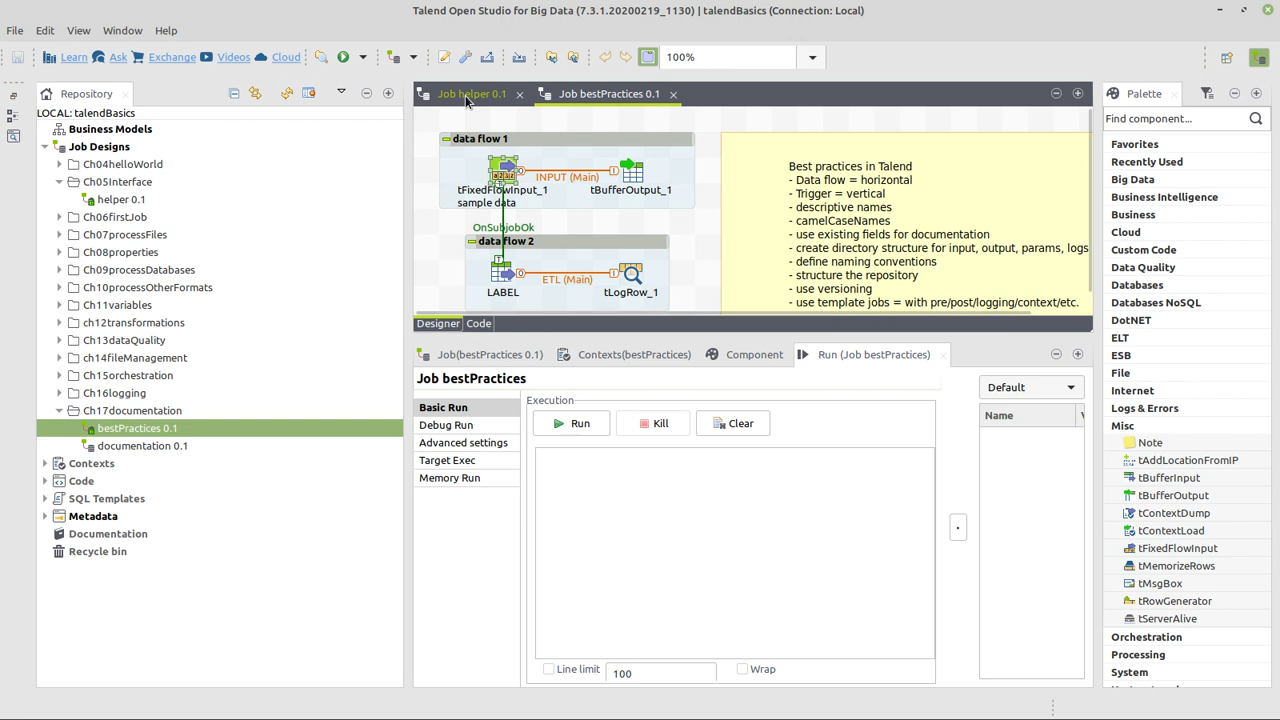 Talend Open Studio for Big Data (7.3.1.20200219_1130) | talendBasics (Connection: Local)
File Edit View Window Help
Learn Ask Exchange Videos Cloud 100%
Repository
LOCAL: talendBasics
Business Models
Job Designs
Ch04helloWorld
Ch05Interface
helper 0.1
Ch06firstJob
Ch07processFiles
Ch08properties
Ch09processDatabases
Ch10processOtherFormats
Ch11variables
ch12transformations
Ch13dataQuality
ch14fileManagement
Ch15orchestration
Ch16logging
Ch17documentation
bestPractices 0.1
documentation 0.1
Contexts
Code
SQL Templates
Metadata
Documentation
Recycle bin
Job helper 0.1 Job bestPractices 0.1
data flow 1
INPUT (Main)
tFixedFlowInput_1 tBufferOutput_1
sample data
OnSubjobOk
data flow 2
ETL (Main)
LABEL tLogRow_1
Best practices in Talend
- Data flow = horizontal
- Trigger = vertical
- descriptive names
- camelCaseNames
- use existing fields for documentation
- create directory structure for input, output, params, logs
- define naming conventions
- structure the repository
- use versioning
- use template jobs = with pre/post/logging/context/etc.
Designer Code
Job(bestPractices 0.1) Contexts(bestPractices) Component Run (Job bestPractices)
Job bestPractices
Basic Run
Debug Run
Advanced settings
Target Exec
Memory Run
Execution
Run Kill Clear
Line limit 100 Wrap
Default
Name
Palette
Find component...
Favorites
Recently Used
Big Data
Business Intelligence
Business
Cloud
Custom Code
Data Quality
Databases
Databases NoSQL
DotNET
ELT
ESB
File
Internet
Logs & Errors
Misc
Note
tAddLocationFromIP
tBufferInput
tBufferOutput
tContextDump
tContextLoad
tFixedFlowInput
tMemorizeRows
tMsgBox
tRowGenerator
tServerAlive
Orchestration
Processing
System